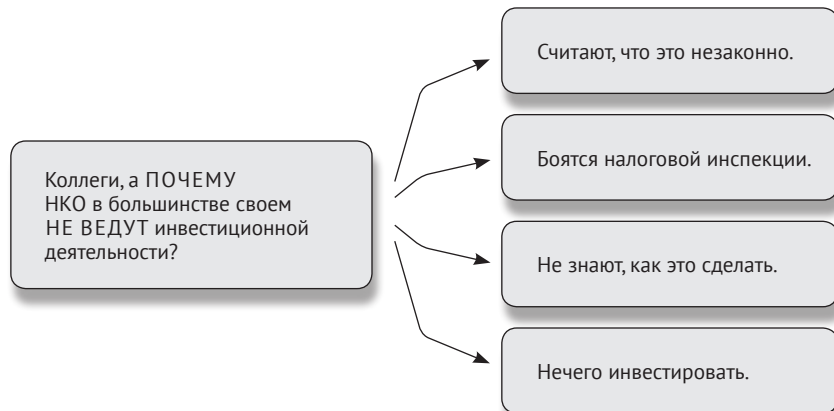 Коллеги, а ПОЧЕМУ
НКО в большинстве своем
НЕ ВЕДУТ инвестиционной
деятельности?
Считают, что это незаконно.
Боятся налоговой инспекции.
Не знают, как это сделать.
Нечего инвестировать.